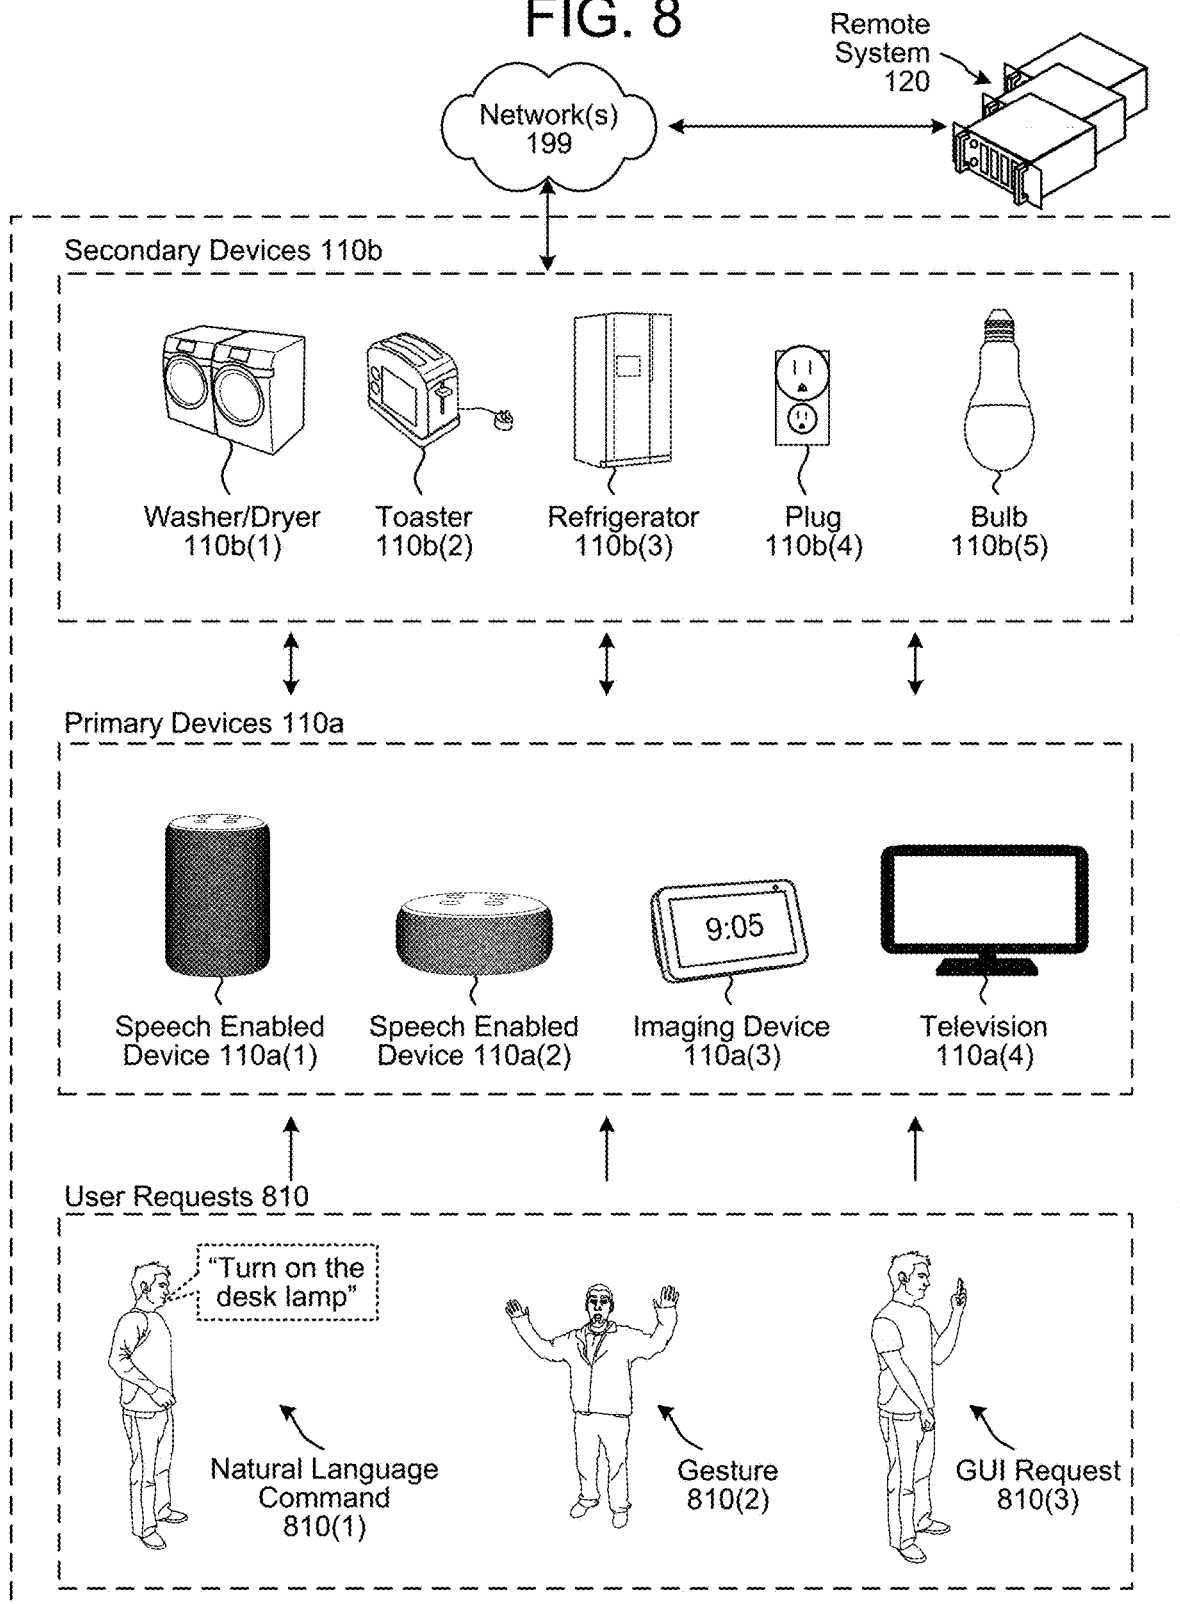 FIG. 8
Remote
System
120
Network(s)
199
Secondary Devices 110b
Washer/Dryer
110b(1)
Toaster
110b(2)
Refrigerator
110b(3)
Plug
110b(4)
Bulb
110b(5)
Primary Devices 110a
9:05
Speech Enabled
Device 110a(1)
Speech Enabled
Device 110a(2)
Imaging Device
110a(3)
Television
110a(4)
User Requests 810
“Turn on the
desk lamp”
Natural Language
Command
810(1)
Gesture
810(2)
GUI Request
810(3)